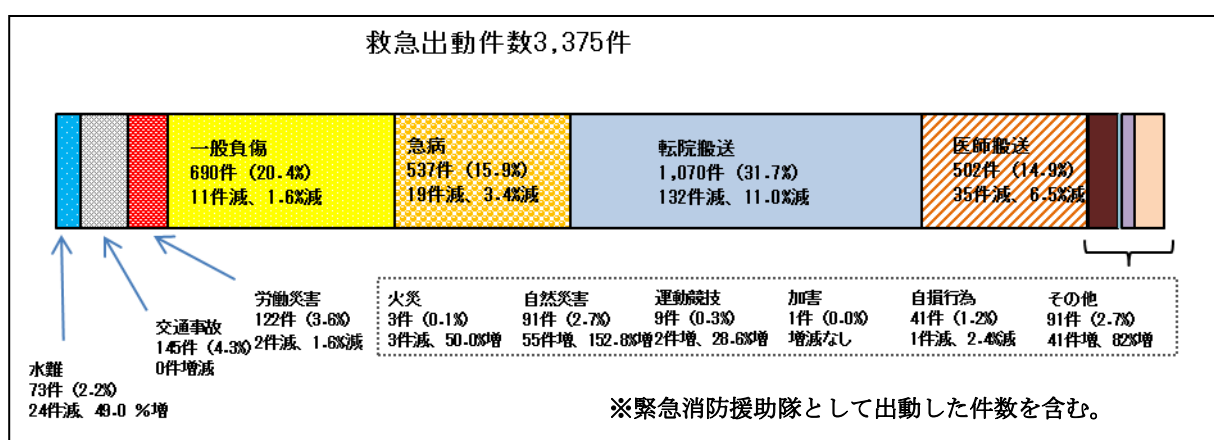 救急出動件数3,375件
一般負傷
690件 (20.4%)
11件減、1.6%減
急病
537件 (15.9%)
19件減、3.4%減
転院搬送
1,070件 (31.7%)
132件減、11.0%減
医師搬送
502件 (14.9%)
35件減、6.5%減
水難
73件 (2.2%)
24件減、49.0 %増
交通事故
145件 (4.3%)
0件増減
労働災害
122件 (3.6%)
2件減、1.6%減
火災
3件 (0.1%)
3件減、50.0%増
自然災害
91件 (2.7%)
55件増、152.8%増
運動競技
9件 (0.3%)
2件増、28.6%増
加害
1件 (0.0%)
増減なし
自損行為
41件 (1.2%)
1件減、2.4%減
その他
91件 (2.7%)
41件増、82%増
※緊急消防援助隊として出動した件数を含む。